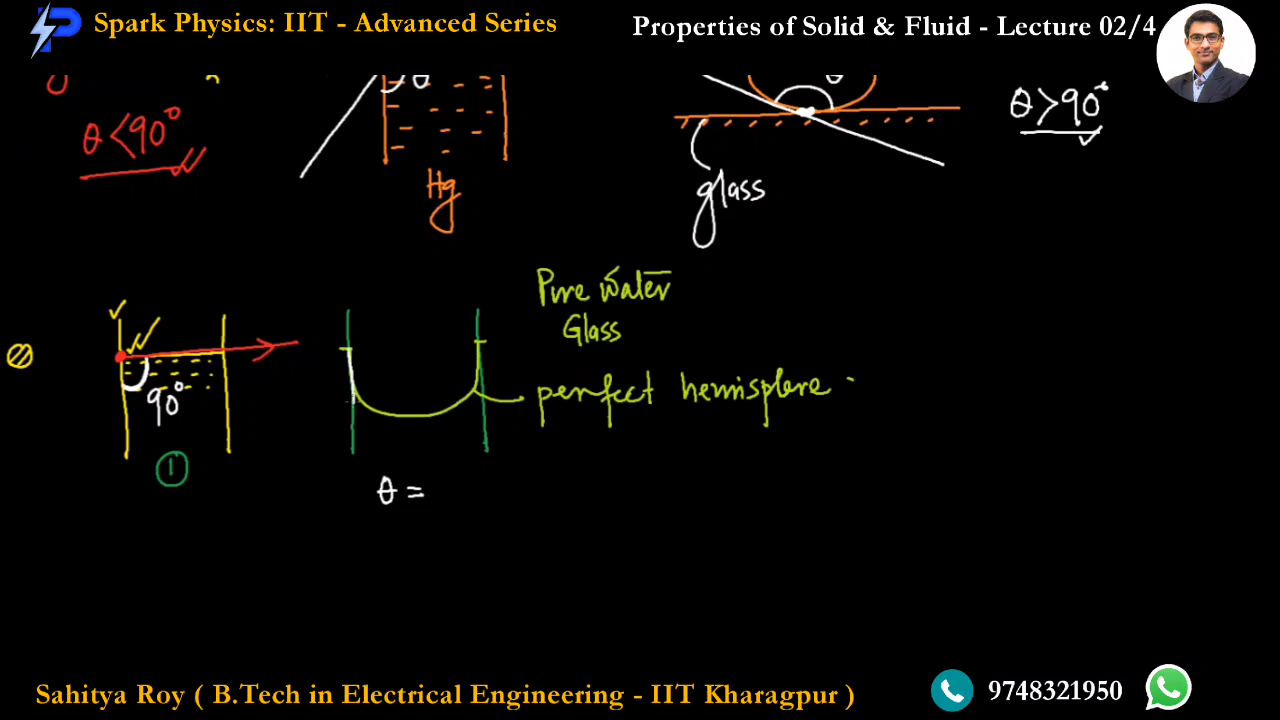 Spark Physics: IIT - Advanced Series
Properties of Solid & Fluid - Lecture 02/4
θ
θ
θ < 90°
θ > 90°
Hg
glass
Pure Water
Glass
90°
perfect hemisphere
1
θ =
Sahitya Roy ( B.Tech in Electrical Engineering - IIT Kharagpur )
9748321950